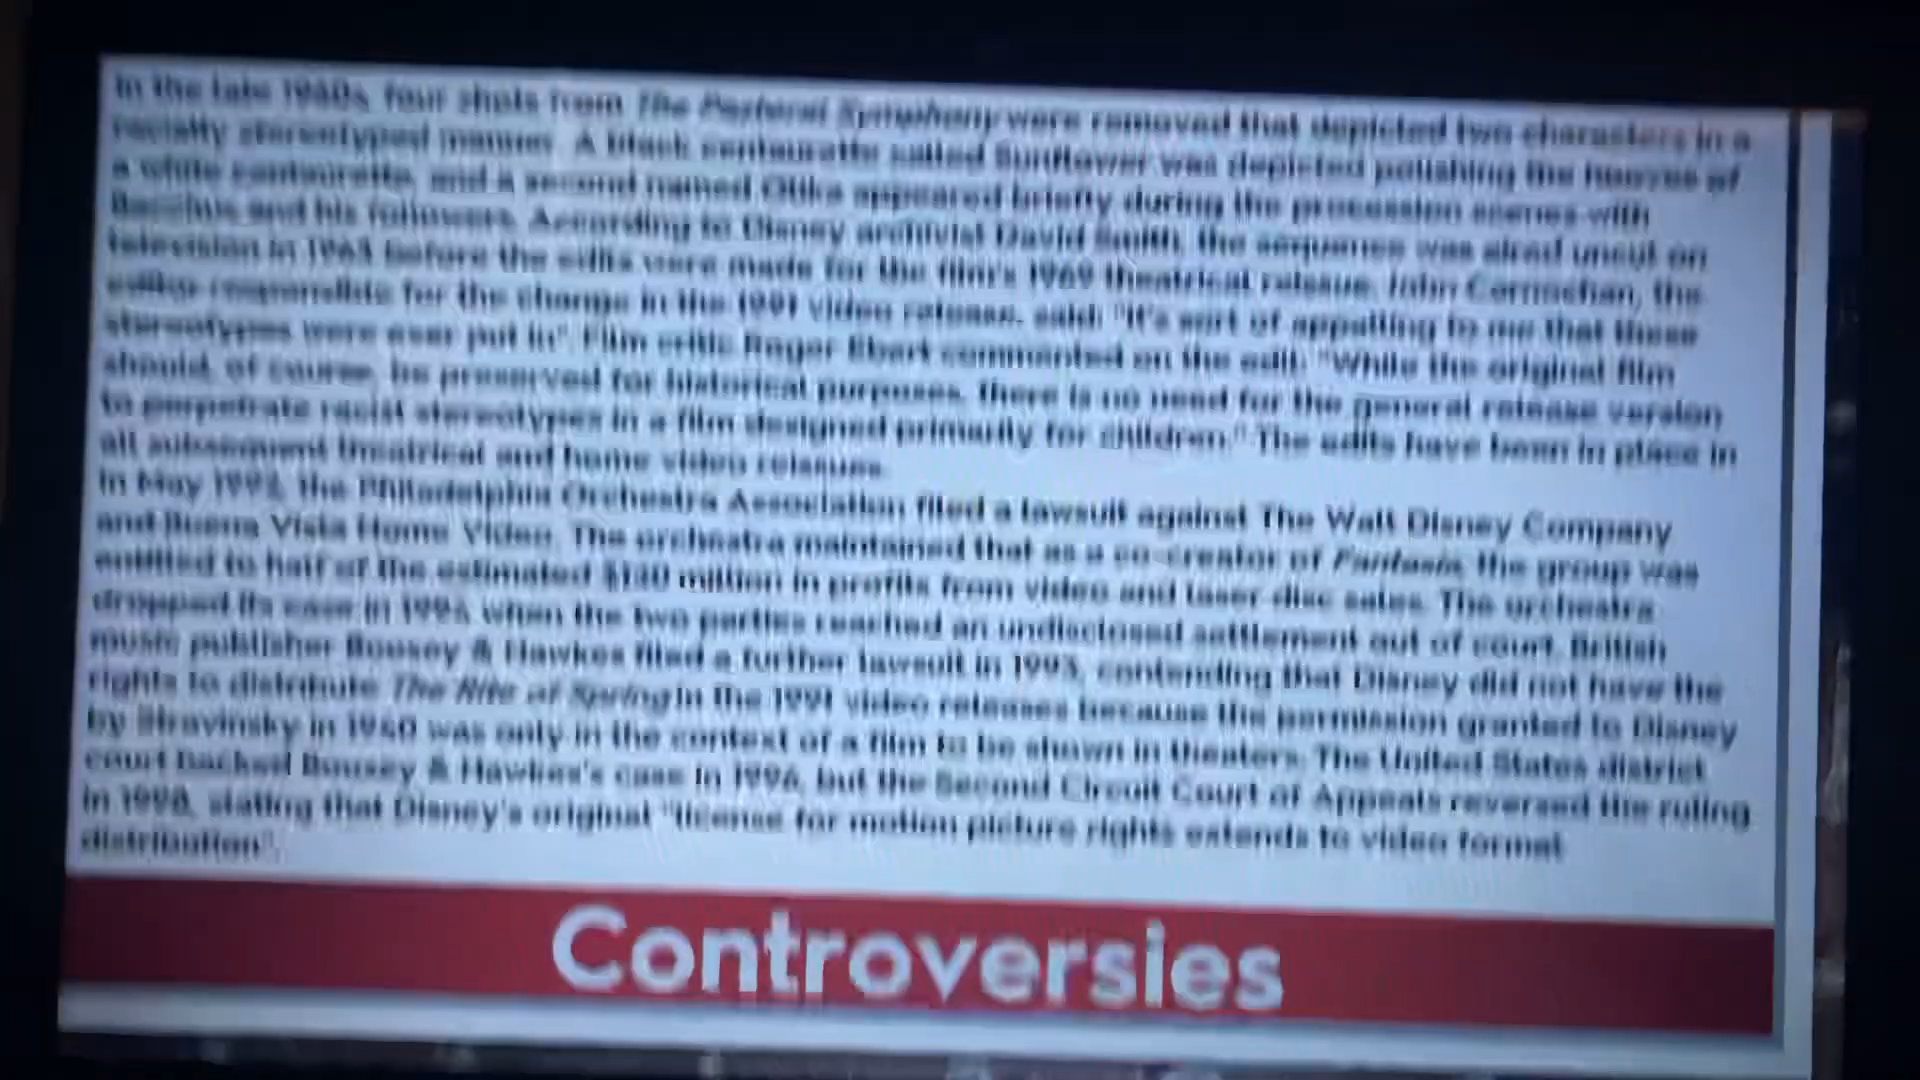 In the late 1960s, four shots from The Pastoral Symphony were removed that depicted two characters in a
racially stereotyped manner. A black centaurette called Sunflower was depicted polishing the hooves of
a white centaurette, and a second named Otika appeared briefly during the procession scenes with
Bacchus and his followers. According to Disney archivist David Smith, the sequence was aired uncut on
television in 1963 before the edits were made for the film's 1969 theatrical reissue. John Carnochan, the
editor responsible for the change in the 1991 video release, said: "It's sort of appalling to me that these
stereotypes were ever put in". Film critic Roger Ebert commented on the edit: "While the original film
should, of course, be preserved for historical purposes, there is no need for the general release version
to perpetrate racist stereotypes in a film designed primarily for children." The edits have been in place in
all subsequent theatrical and home video reissues.
In May 1992, the Philadelphia Orchestra Association filed a lawsuit against The Walt Disney Company
and Buena Vista Home Video. The orchestra maintained that as a co-creator of Fantasia, the group was
entitled to half of the estimated $120 million in profits from video and laser disc sales. The orchestra
dropped its case in 1994 when the two parties reached an undisclosed settlement out of court. British
music publisher Boosey & Hawkes filed a further lawsuit in 1993, contending that Disney did not have the
rights to distribute The Rite of Spring in the 1991 video releases because the permission granted to Disney
by Stravinsky in 1940 was only in the context of a film to be shown in theaters. The United States district
court backed Boosey & Hawkes's case in 1996, but the Second Circuit Court of Appeals reversed the ruling
in 1998, stating that Disney's original "license for motion picture rights extends to video format
distribution".
Controversies